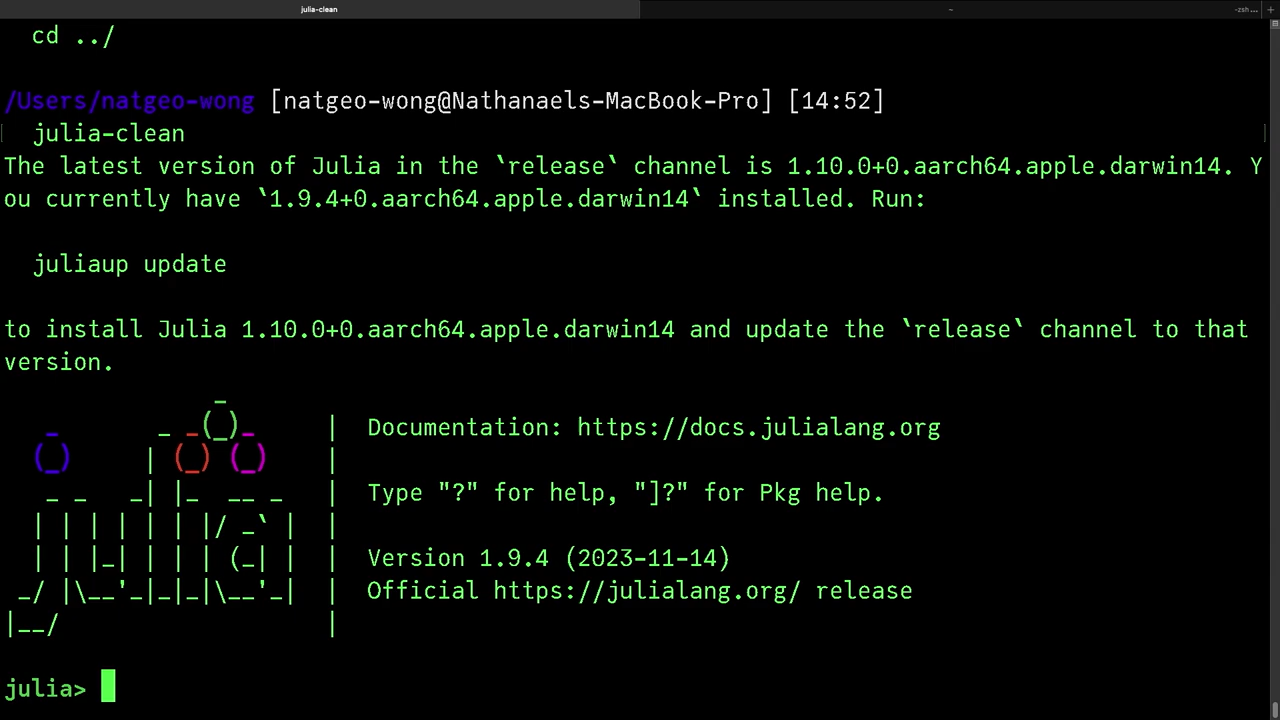 julia-clean
~
-zsh...
+
cd ../
/Users/natgeo-wong [natgeo-wong@Nathanaels-MacBook-Pro] [14:52]
julia-clean
The latest version of Julia in the `release` channel is 1.10.0+0.aarch64.apple.darwin14. Y
ou currently have `1.9.4+0.aarch64.apple.darwin14` installed. Run:
juliaup update
to install Julia 1.10.0+0.aarch64.apple.darwin14 and update the `release` channel to that
version.
               _
   _       _ _(_)_     |  Documentation: https://docs.julialang.org
  (_)     | (_) (_)    |
   _ _   _| |_  __ _   |  Type "?" for help, "]?" for Pkg help.
  | | | | | | |/ _` |  |
  | | |_| | | | (_| |  |  Version 1.9.4 (2023-11-14)
 _/ |\__'_|_|_|\__'_|  |  Official https://julialang.org/ release
|__/                   |
julia>